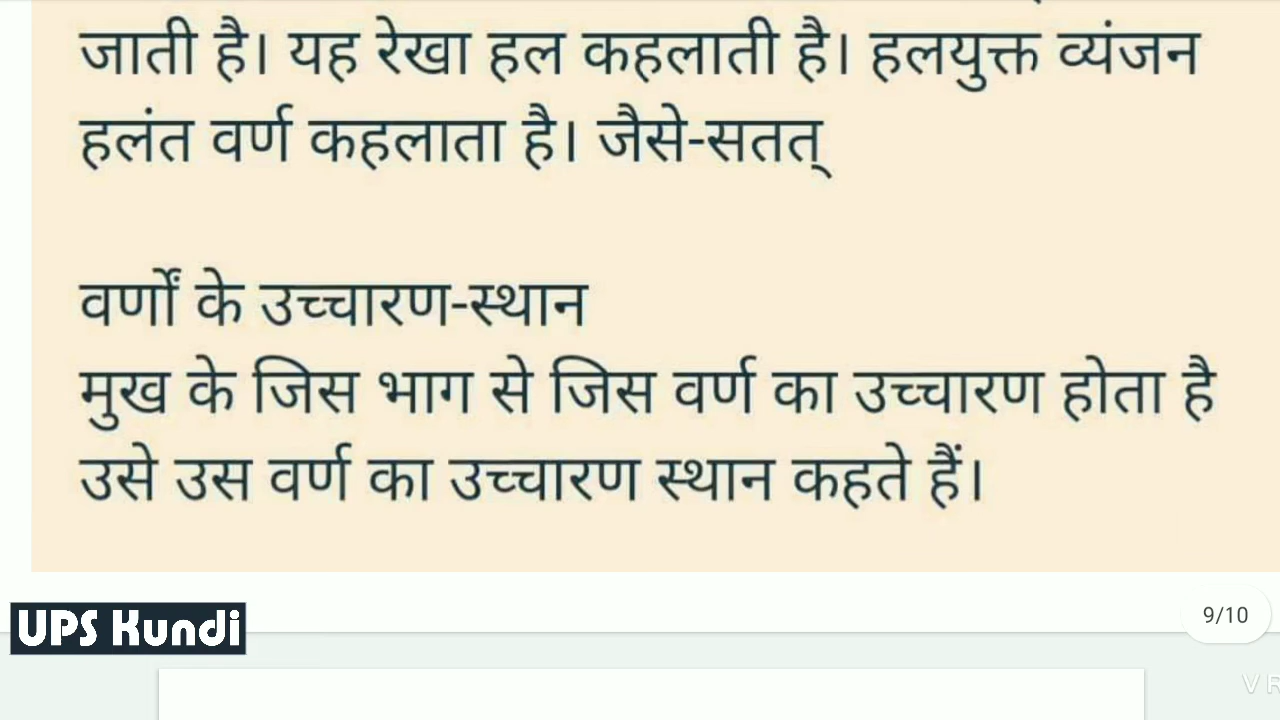 जाती है। यह रेखा हल कहलाती है। हलयुक्त व्यंजन
हलंत वर्ण कहलाता है। जैसे-सतत्
वर्णों के उच्चारण-स्थान
मुख के जिस भाग से जिस वर्ण का उच्चारण होता है
उसे उस वर्ण का उच्चारण स्थान कहते हैं।
UPS Kundi
9/10